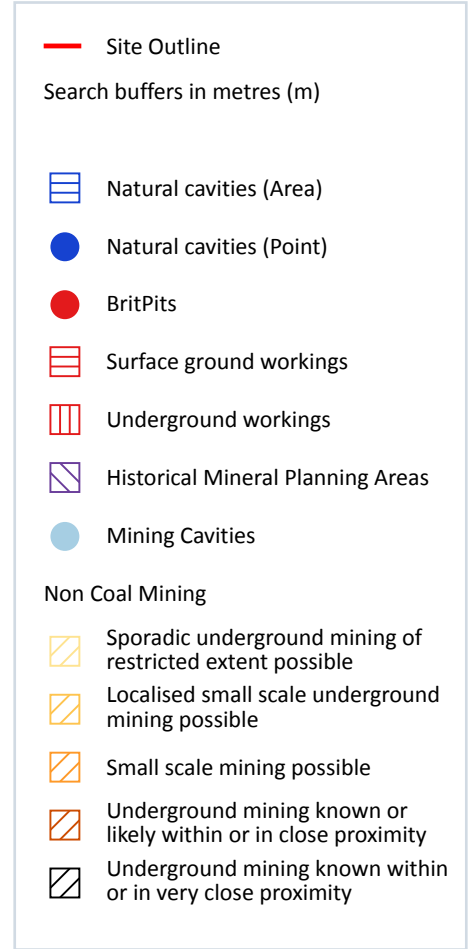 Site Outline
Search buffers in metres (m)
Natural cavities (Area)
Natural cavities (Point)
BritPits
Surface ground workings
Underground workings
Historical Mineral Planning Areas
Mining Cavities
Non Coal Mining
Sporadic underground mining of
restricted extent possible
Localised small scale underground
mining possible
Small scale mining possible
Underground mining known or
likely within or in close proximity
Underground mining known within
or in very close proximity